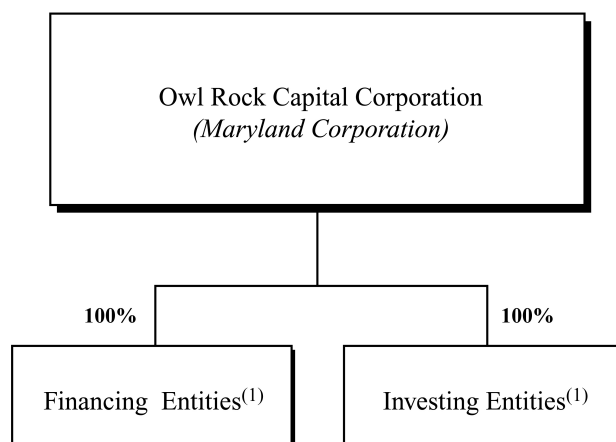 Owl Rock Capital Corporation
(Maryland Corporation)
100%
100%
Financing Entities(1)
Investing Entities(1)